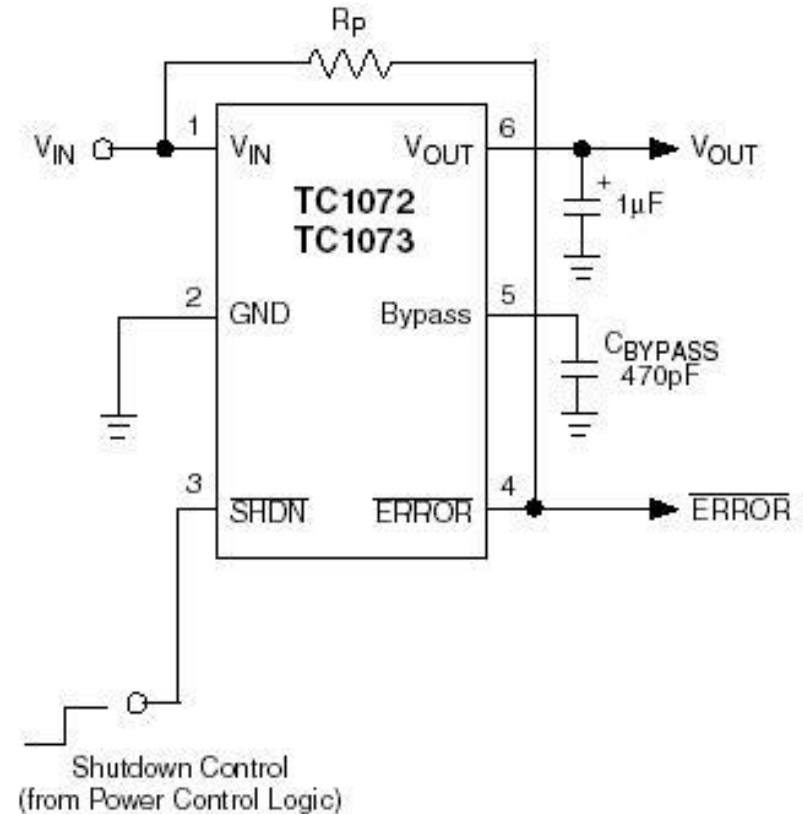 Rp
1
6
VIN
VIN
VOUT
VOUT
TC1072
TC1073
+
1µF
2
5
GND
Bypass
CBYPASS
470pF
3
4
SHDN
ERROR
ERROR
Shutdown Control
(from Power Control Logic)